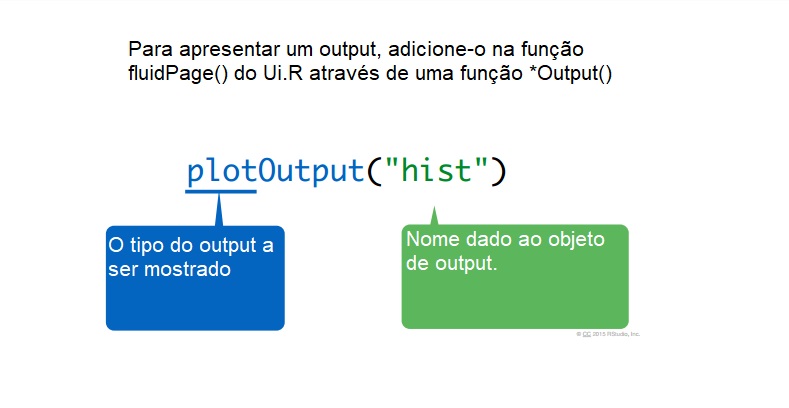 Para apresentar um output, adicione-o na função
fluidPage() do Ui.R através de uma função *Output()
plotOutput("hist")
O tipo do output a
ser mostrado
Nome dado ao objeto
de output.
© CC 2015 RStudio, Inc.